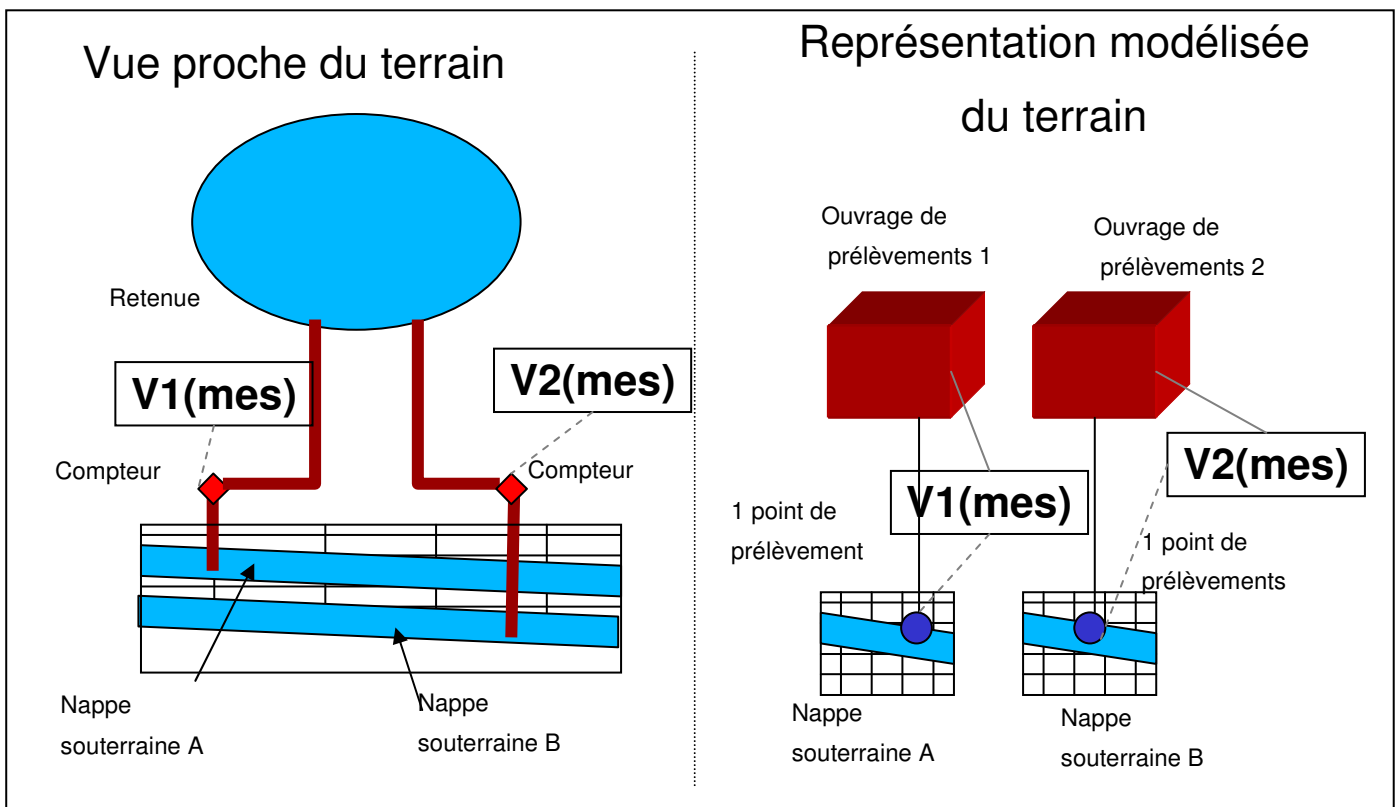 Vue proche du terrain
Retenue
V1(mes)
V2(mes)
Compteur
Compteur
Nappe
souterraine A
Nappe
souterraine B
Représentation modélisée
du terrain
Ouvrage de
prélèvements 1
Ouvrage de
prélèvements 2
V1(mes)
V2(mes)
1 point de
prélèvement
1 point de
prélèvements
Nappe
souterraine A
Nappe
souterraine B